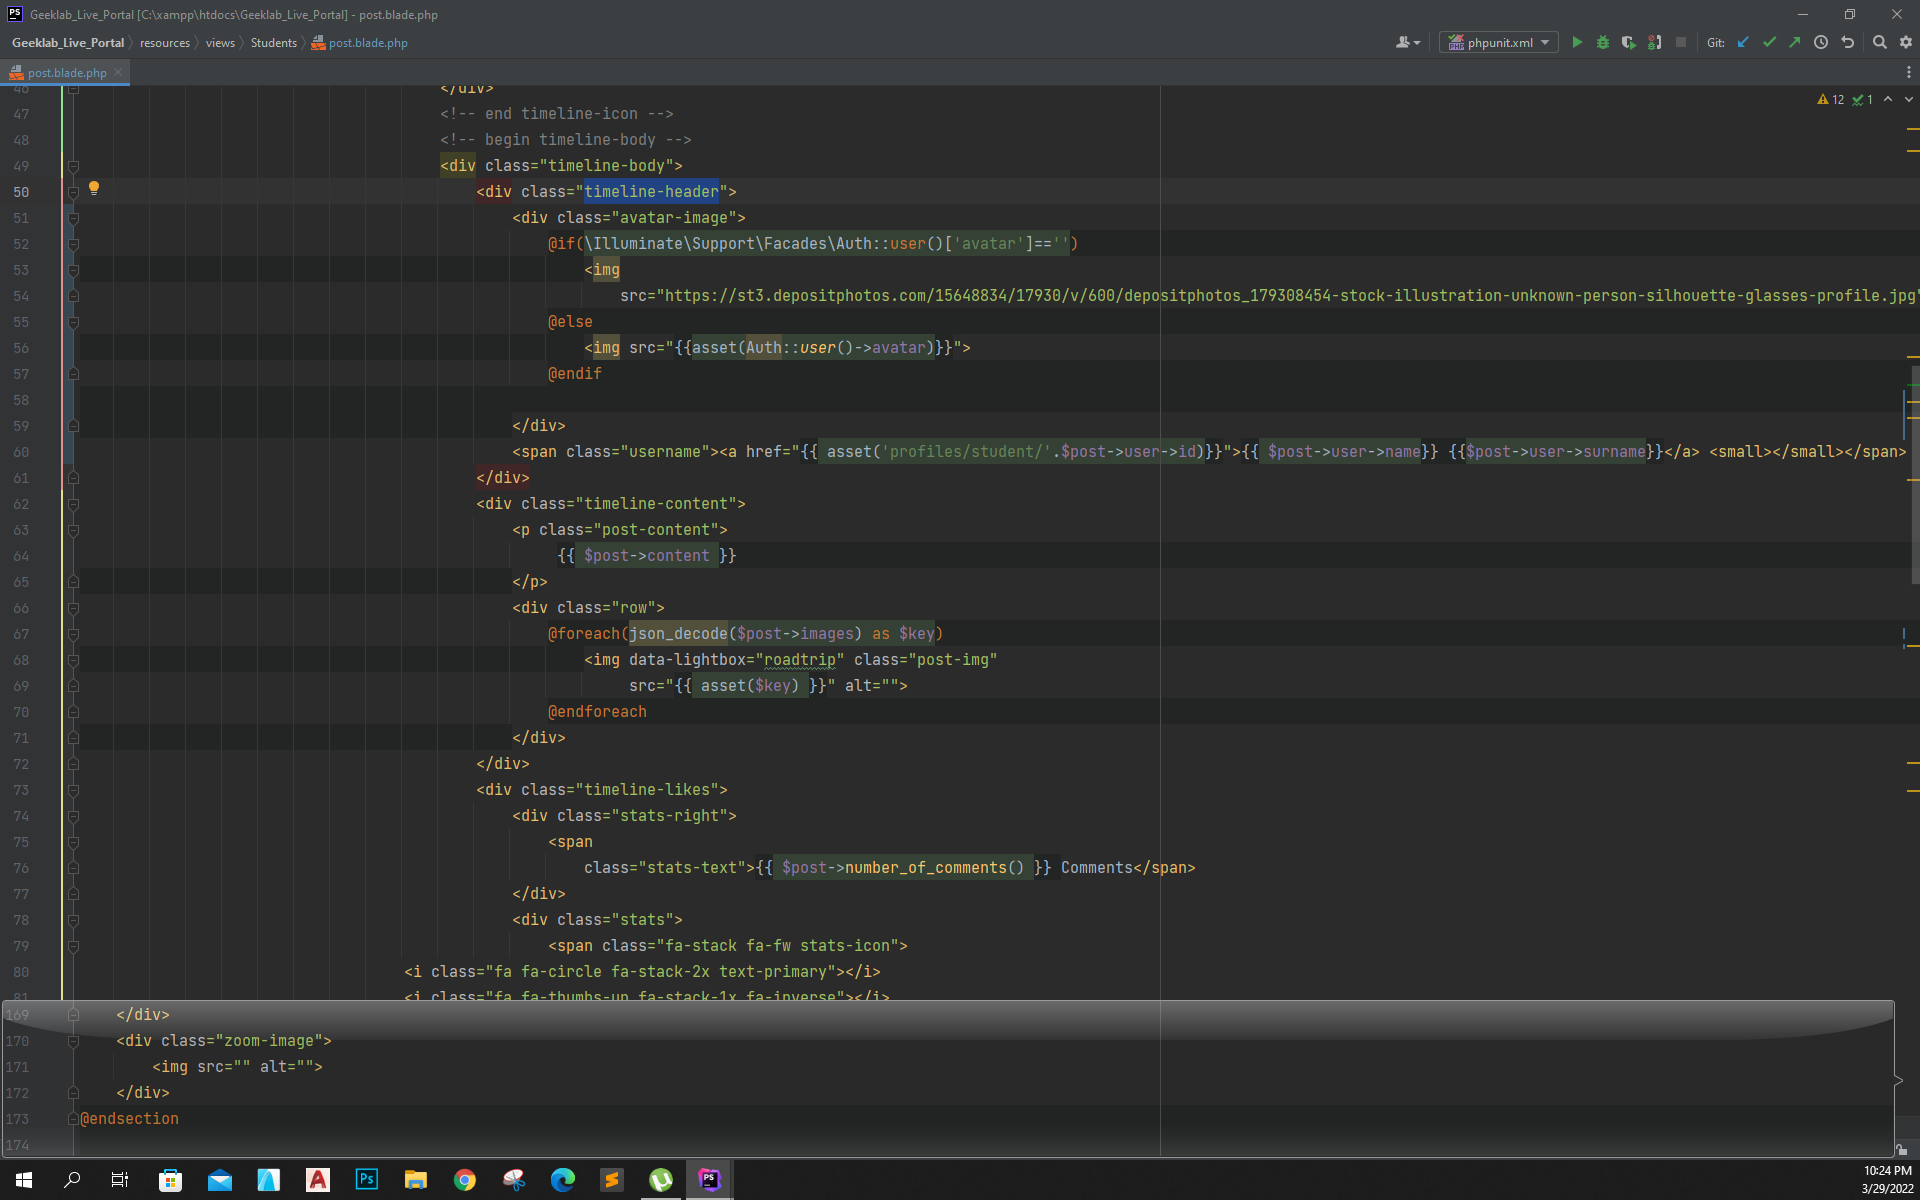 Geeklab_Live_Portal [C:\xampp\htdocs\Geeklab_Live_Portal] - post.blade.php
Geeklab_Live_Portal resources views Students post.blade.php phpunit.xml Git:
post.blade.php
12 1
46 </div>
47 <!-- end timeline-icon -->
48 <!-- begin timeline-body -->
49 <div class="timeline-body">
50 <div class="timeline-header">
51 <div class="avatar-image">
52 @if(\Illuminate\Support\Facades\Auth::user()['avatar']=='')
53 <img
54 src="https://st3.depositphotos.com/15648834/17930/v/600/depositphotos_179308454-stock-illustration-unknown-person-silhouette-glasses-profile.jpg"
55 @else
56 <img src="{{asset(Auth::user()->avatar)}}">
57 @endif
58
59 </div>
60 <span class="username"><a href="{{ asset('profiles/student/'.$post->user->id)}}">{{ $post->user->name}} {{$post->user->surname}}</a> <small></small></span>
61 </div>
62 <div class="timeline-content">
63 <p class="post-content">
64 {{ $post->content }}
65 </p>
66 <div class="row">
67 @foreach(json_decode($post->images) as $key)
68 <img data-lightbox="roadtrip" class="post-img"
69 src="{{ asset($key) }}" alt="">
70 @endforeach
71 </div>
72 </div>
73 <div class="timeline-likes">
74 <div class="stats-right">
75 <span
76 class="stats-text">{{ $post->number_of_comments() }} Comments</span>
77 </div>
78 <div class="stats">
79 <span class="fa-stack fa-fw stats-icon">
80 <i class="fa fa-circle fa-stack-2x text-primary"></i>
81 <i class="fa fa-thumbs-up fa-stack-1x fa-inverse"></i>
169 </div>
170 <div class="zoom-image">
171 <img src="" alt="">
172 </div>
173 @endsection
174
10:24 PM
3/29/2022